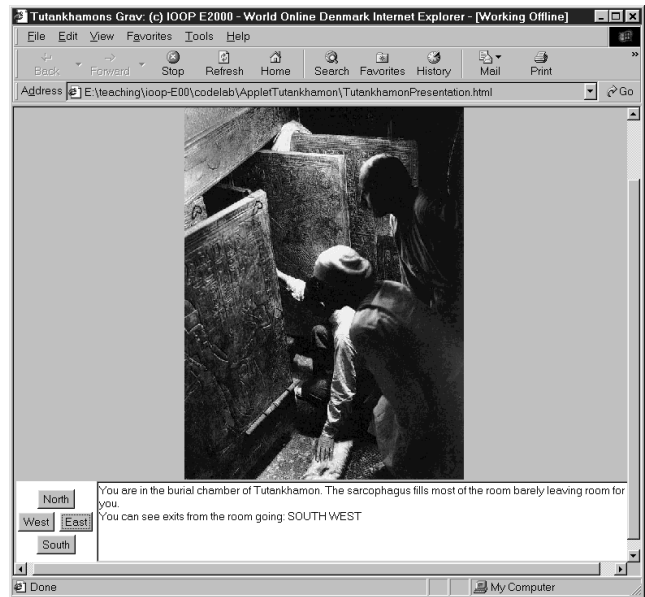 Tutankhamons Grav: (c) IOOP E2000 - World Online Denmark Internet Explorer - [Working Offline]
File Edit View Favorites Tools Help
Back Forward Stop Refresh Home Search Favorites History Mail Print »
Address E:\teaching\ioop-E00\codelab\AppletTutankhamon\TutankhamonPresentation.html Go
You are in the burial chamber of Tutankhamon. The sarcophagus fills most of the room barely leaving room for
you.
You can see exits from the room going: SOUTH WEST
North
West East
South
Done My Computer